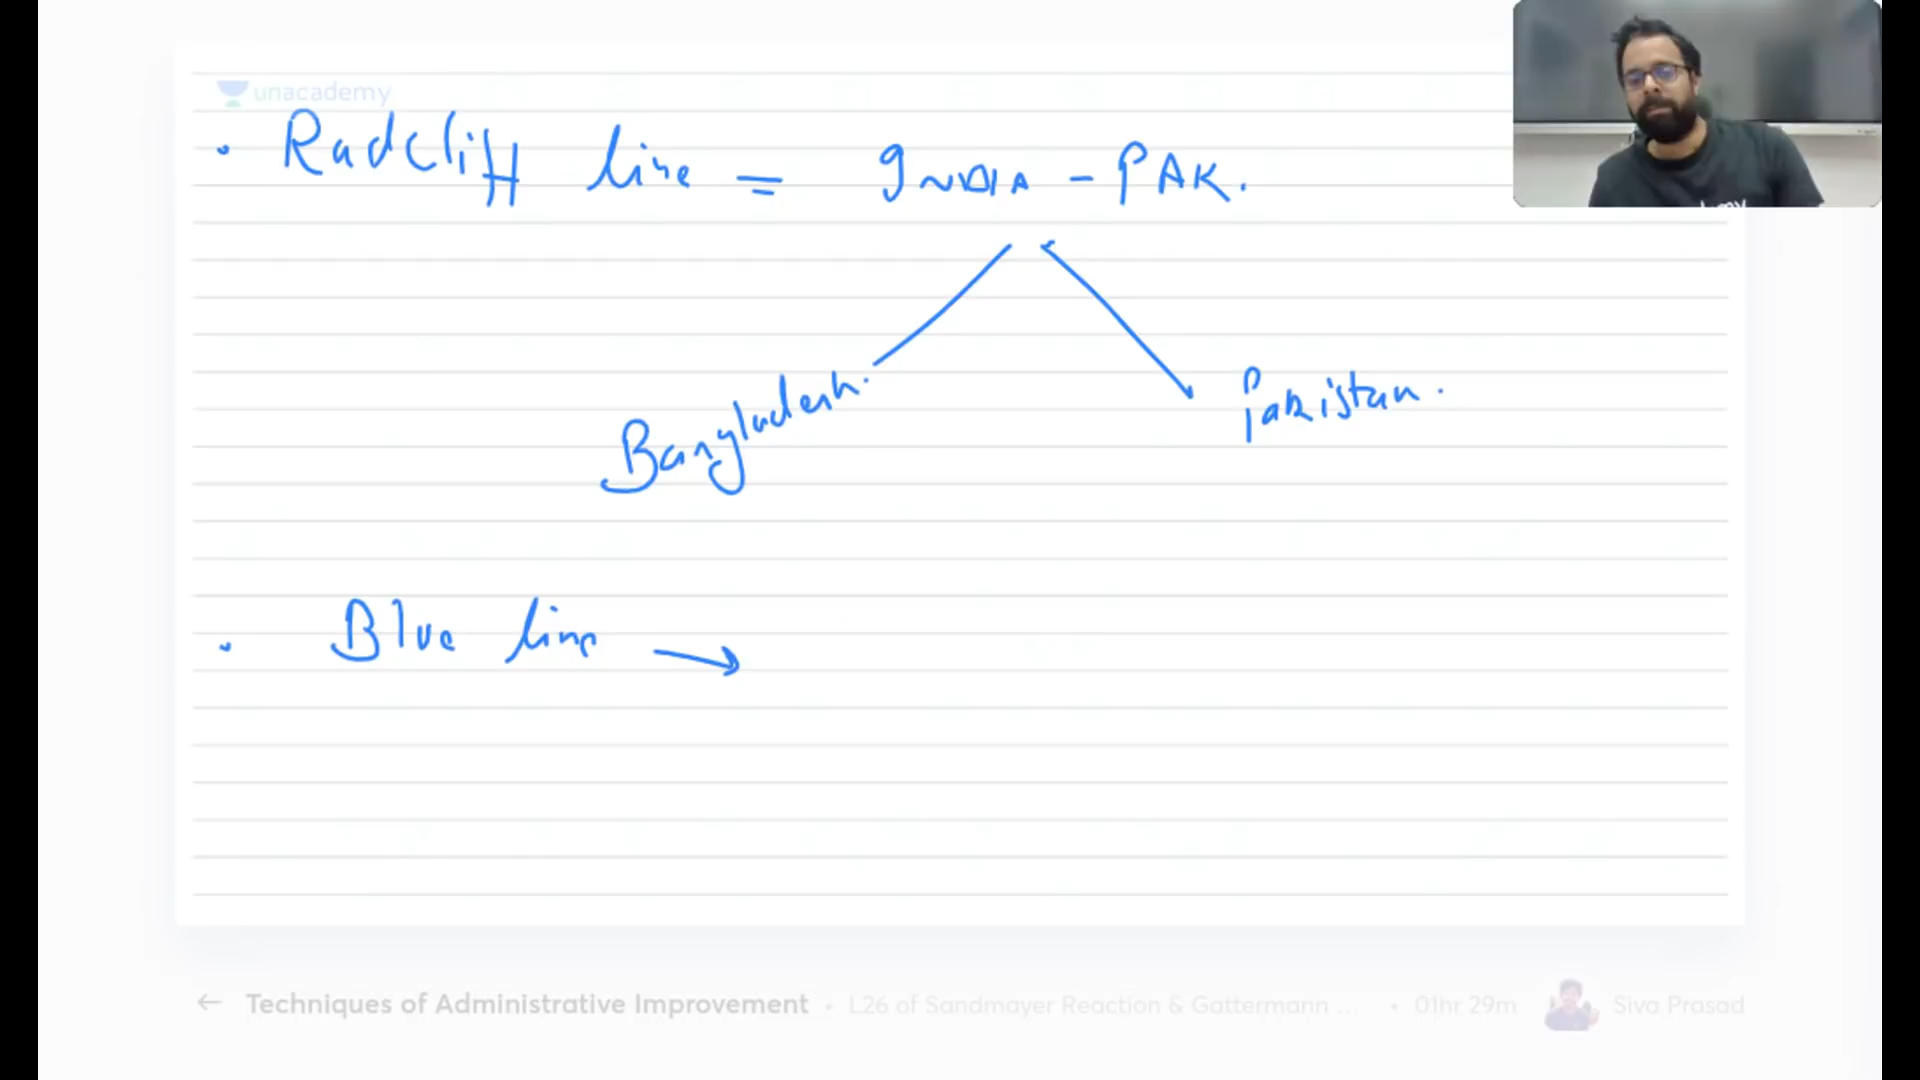 unacademy
• Radcliff line = INDIA - PAK.
Bangladesh.
Pakistan.
• Blue line →
← Techniques of Administrative Improvement • L26 of Sandmayer Reaction & Gattermann ... • 01hr 29m Siva Prasad